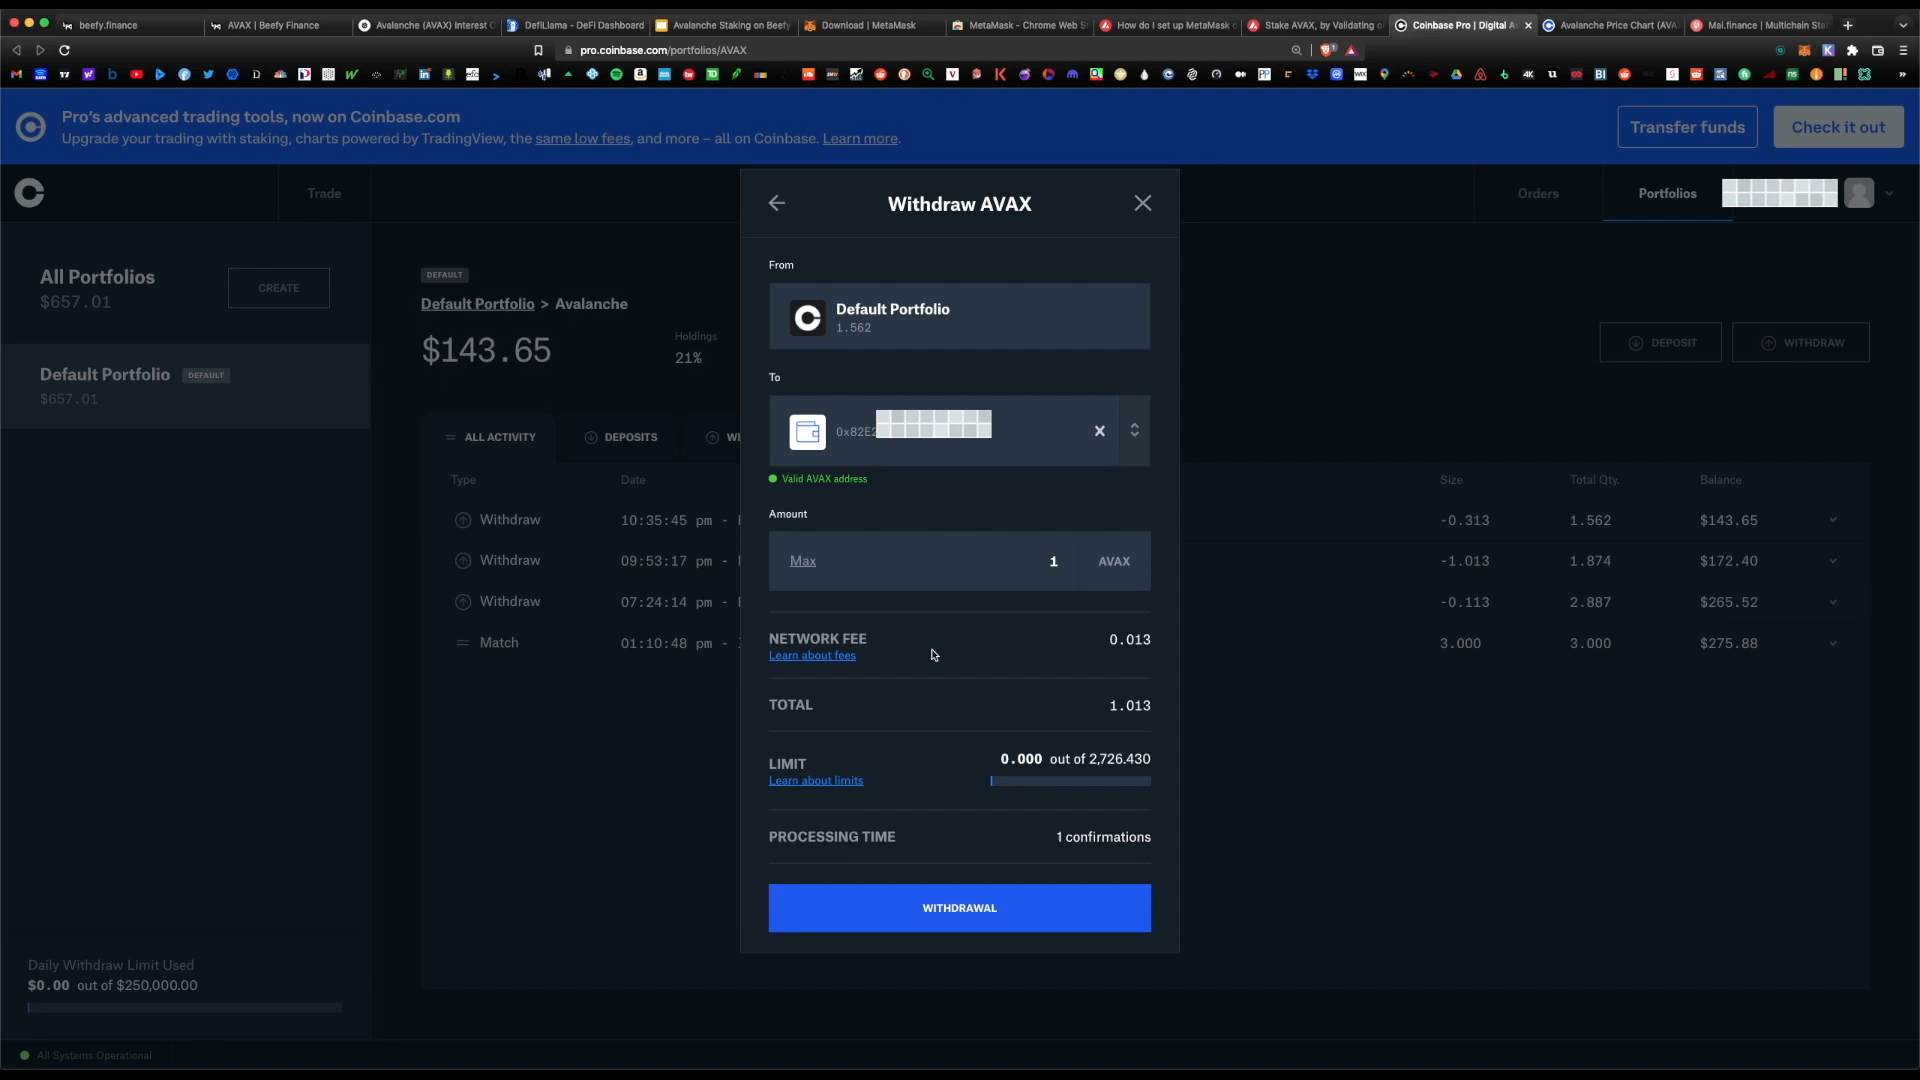 beefy.finance
AVAX | Beefy Finance
Avalanche (AVAX) Interest C
DefiLlama - DeFi Dashboard
Avalanche Staking on Beefy
Download | MetaMask
MetaMask - Chrome Web St
How do I set up MetaMask o
Stake AVAX, by Validating o
Coinbase Pro | Digital A
Avalanche Price Chart (AVA
Mai.finance | Multichain Sta
pro.coinbase.com/portfolios/AVAX
Pro's advanced trading tools, now on Coinbase.com
Upgrade your trading with staking, charts powered by TradingView, the same low fees, and more – all on Coinbase. Learn more.
Transfer funds
Check it out
Trade
Orders
Portfolios
All Portfolios
$657.01
CREATE
Default Portfolio DEFAULT
$657.01
DEFAULT
Default Portfolio > Avalanche
$143.65
Holdings
21%
DEPOSIT
WITHDRAW
ALL ACTIVITY
DEPOSITS
WI
Type Date Size Total Qty. Balance
Withdraw 10:35:45 pm - -0.313 1.562 $143.65
Withdraw 09:53:17 pm - -1.013 1.874 $172.40
Withdraw 07:24:14 pm - -0.113 2.887 $265.52
Match 01:10:48 pm - 3.000 3.000 $275.88
Withdraw AVAX
From
Default Portfolio
1.562
To
0x82E2
Valid AVAX address
Amount
Max 1 AVAX
NETWORK FEE 0.013
Learn about fees
TOTAL 1.013
LIMIT 0.000 out of 2,726.430
Learn about limits
PROCESSING TIME 1 confirmations
WITHDRAWAL
Daily Withdraw Limit Used
$0.00 out of $250,000.00
All Systems Operational